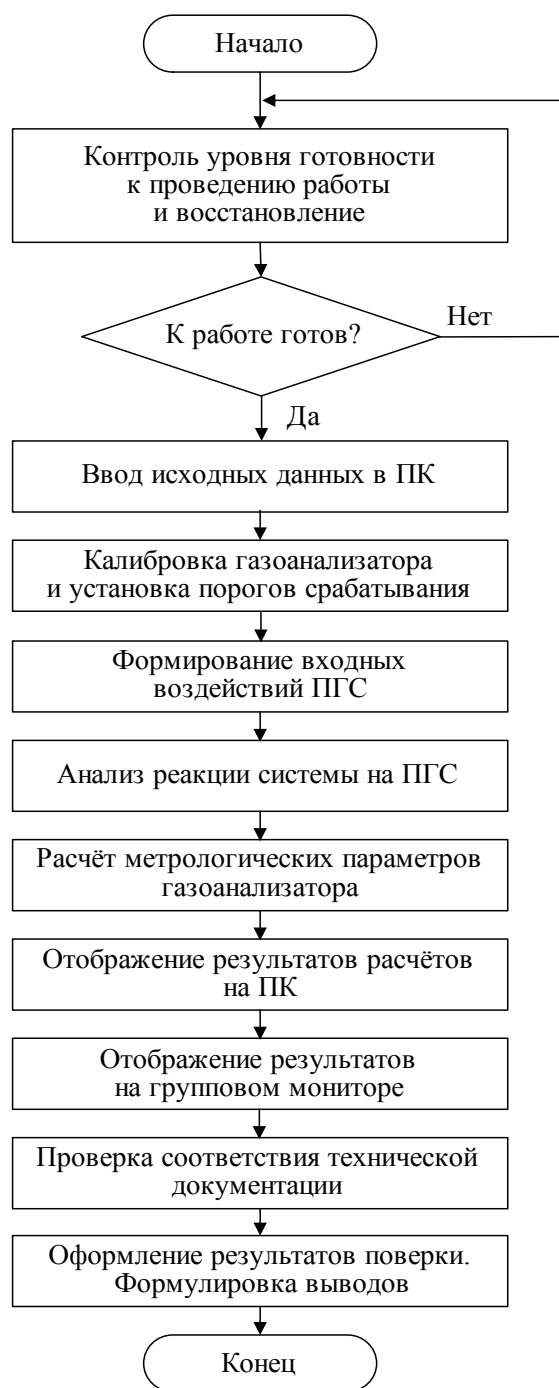 Начало
Контроль уровня готовности
к проведению работы
и восстановление
К работе готов?
Нет
Да
Ввод исходных данных в ПК
Калибровка газоанализатора
и установка порогов срабатывания
Формирование входных
воздействий ПГС
Анализ реакции системы на ПГС
Расчёт метрологических параметров
газоанализатора
Отображение результатов расчётов
на ПК
Отображение результатов
на групповом мониторе
Проверка соответствия технической
документации
Оформление результатов поверки.
Формулировка выводов
Конец